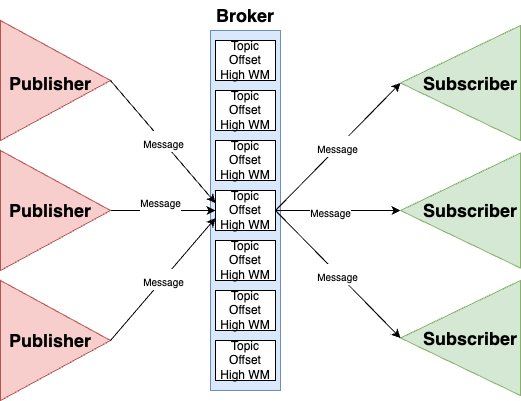 Broker
Topic
Offset
High WM
Publisher
Subscriber
Topic
Offset
High WM
Message
Message
Topic
Offset
High WM
Publisher
Message
Topic
Offset
High WM
Message
Subscriber
Topic
Offset
High WM
Message
Message
Topic
Offset
High WM
Publisher
Subscriber
Topic
Offset
High WM